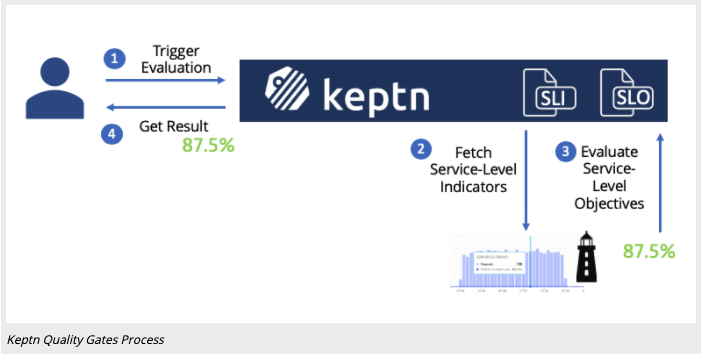 1
Trigger
Evaluation
keptn
SLI
SLO
4
Get Result
87.5%
2
Fetch
Service-Level
Indicators
3
Evaluate
Service-
Level
Objectives
87.5%
Keptn Quality Gates Process